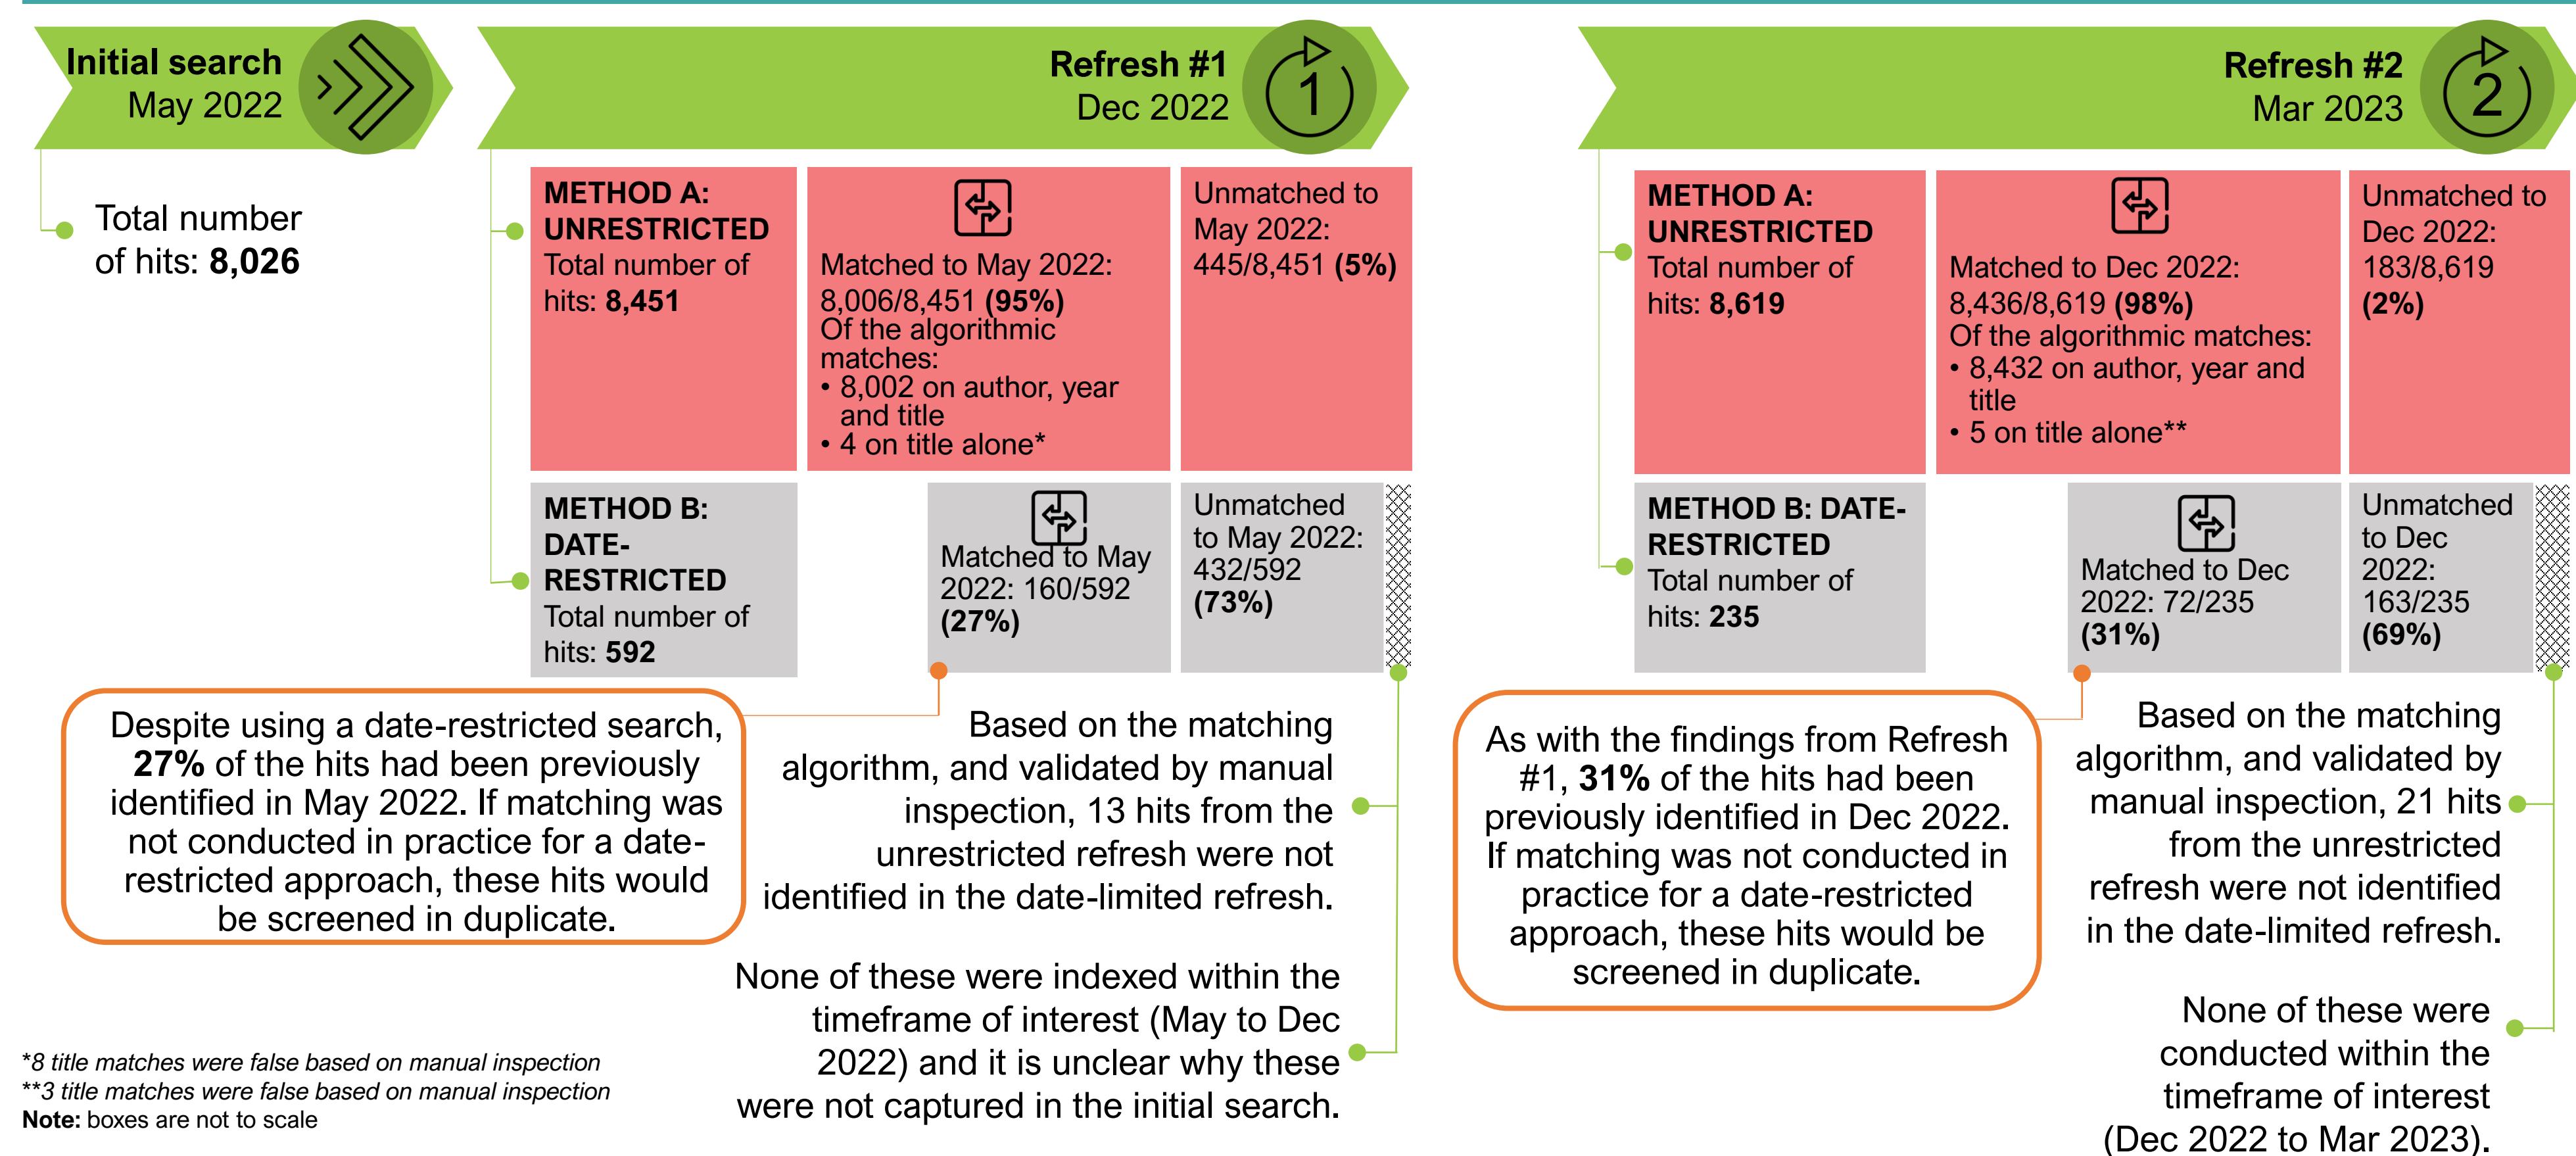 Initial search
May 2022
Total number
of hits: 8,026
Refresh #1
Dec 2022
1
METHOD A:
UNRESTRICTED
Total number of
hits: 8,451
Matched to May 2022:
8,006/8,451 (95%)
Of the algorithmic
matches:
• 8,002 on author, year
and title
• 4 on title alone*
Unmatched to
May 2022:
445/8,451 (5%)
METHOD B:
DATE-
RESTRICTED
Total number of
hits: 592
Matched to May
2022: 160/592
(27%)
Unmatched
to May 2022:
432/592
(73%)
Despite using a date-restricted search,
27% of the hits had been previously
identified in May 2022. If matching was
not conducted in practice for a date-
restricted approach, these hits would
be screened in duplicate.
Based on the matching
algorithm, and validated by manual
inspection, 13 hits from the
unrestricted refresh were not
identified in the date-limited refresh.
None of these were indexed within the
timeframe of interest (May to Dec
2022) and it is unclear why these
were not captured in the initial search.
Refresh #2
Mar 2023
2
METHOD A:
UNRESTRICTED
Total number of
hits: 8,619
Matched to Dec 2022:
8,436/8,619 (98%)
Of the algorithmic matches:
• 8,432 on author, year and
title
• 5 on title alone**
Unmatched to
Dec 2022:
183/8,619
(2%)
METHOD B: DATE-
RESTRICTED
Total number of
hits: 235
Matched to Dec
2022: 72/235
(31%)
Unmatched
to Dec
2022:
163/235
(69%)
As with the findings from Refresh
#1, 31% of the hits had been
previously identified in Dec 2022.
If matching was not conducted in
practice for a date-restricted
approach, these hits would be
screened in duplicate.
Based on the matching
algorithm, and validated by
manual inspection, 21 hits
from the unrestricted
refresh were not identified
in the date-limited refresh.
None of these were
conducted within the
timeframe of interest
(Dec 2022 to Mar 2023).
*8 title matches were false based on manual inspection
**3 title matches were false based on manual inspection
Note: boxes are not to scale